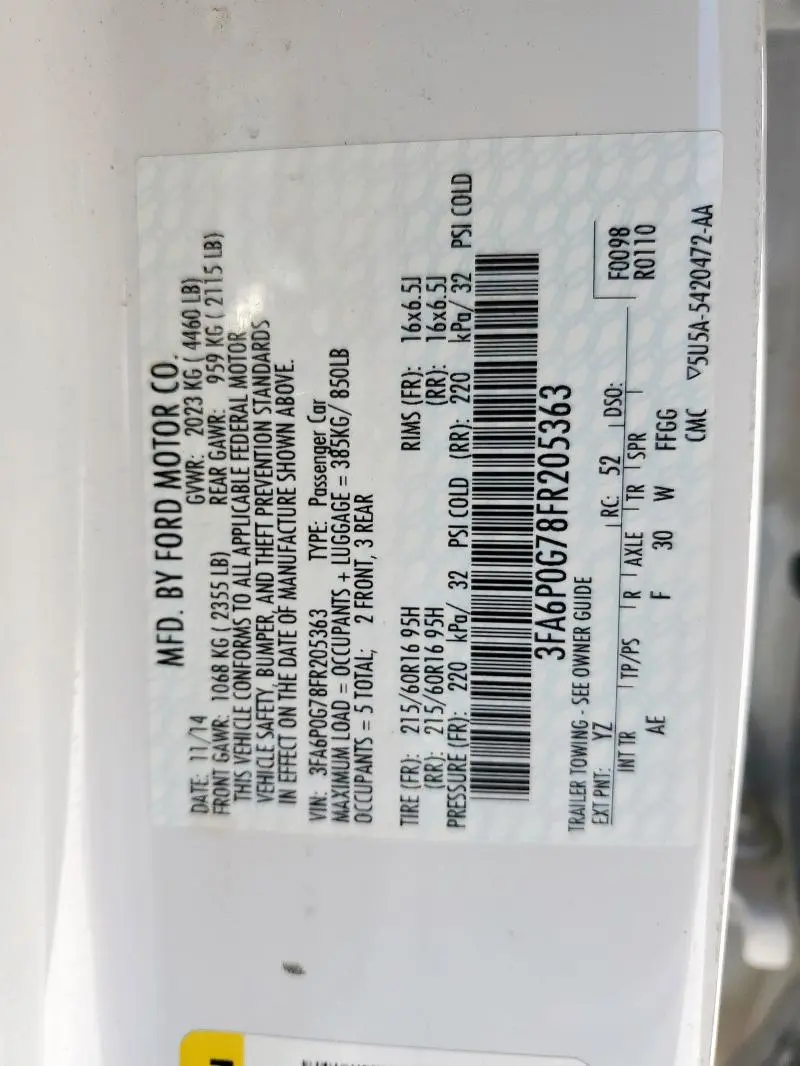 MFD. BY FORD MOTOR CO.
DATE: 11/14 GVWR: 2023 KG ( 4460 LB)
FRONT GAWR: 1068 KG ( 2355 LB) REAR GAWR: 959 KG ( 2115 LB)
THIS VEHICLE CONFORMS TO ALL APPLICABLE FEDERAL MOTOR
VEHICLE SAFETY, BUMPER, AND THEFT PREVENTION STANDARDS
IN EFFECT ON THE DATE OF MANUFACTURE SHOWN ABOVE.
VIN: 3FA6P0G78FR205363 TYPE: Passenger Car
MAXIMUM LOAD = OCCUPANTS + LUGGAGE = 385KG/ 850LB
OCCUPANTS = 5 TOTAL; 2 FRONT, 3 REAR
TIRE (FR): 215/60R16 95H RIMS (FR): 16x6.5J
(RR): 215/60R16 95H (RR): 16x6.5J
PRESSURE (FR): 220 kPa/ 32 PSI COLD (RR): 220 kPa/ 32 PSI COLD
3FA6P0G78FR205363
TRAILER TOWING - SEE OWNER GUIDE
EXT PNT: YZ RC: 52 DSO: F0098
INT TR TP/PS R AXLE TR SPR R0110
AE F 30 W FFGG
CMC ▽5U5A-5420472-AA